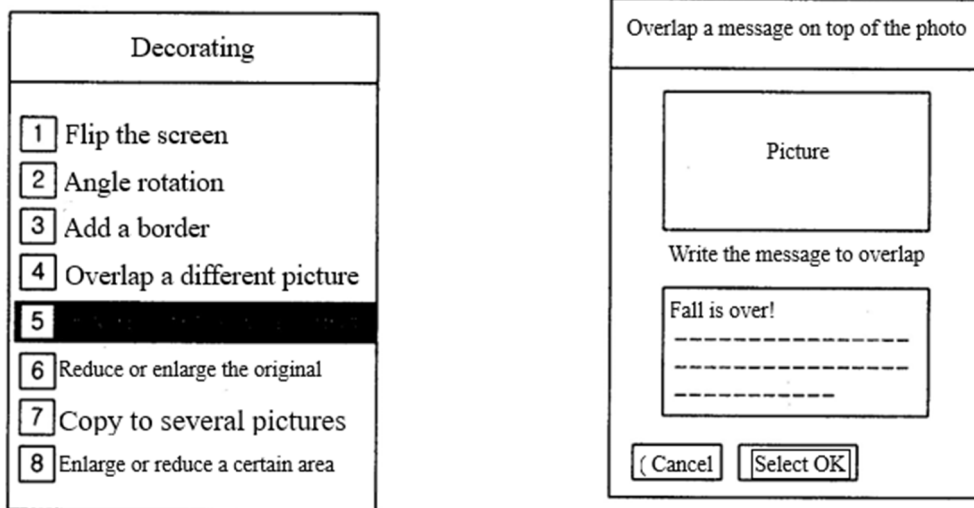 Decorating
1 Flip the screen
2 Angle rotation
3 Add a border
4 Overlap a different picture
5
6 Reduce or enlarge the original
7 Copy to several pictures
8 Enlarge or reduce a certain area
Overlap a message on top of the photo
Picture
Write the message to overlap
Fall is over!
( Cancel
Select OK